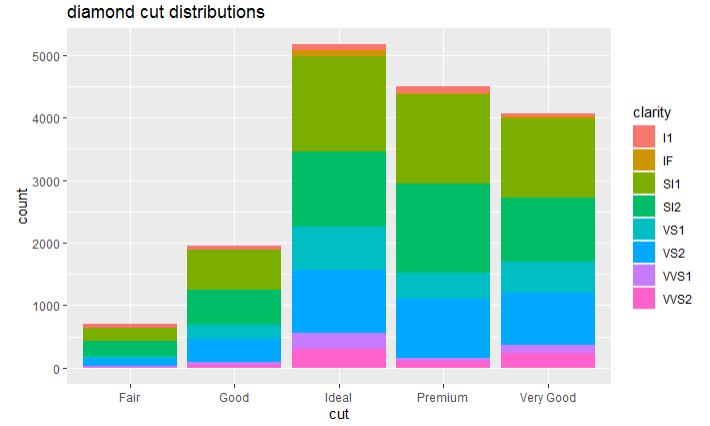 diamond cut distributions
5000
4000
3000
2000
1000
0
count
Fair Good Ideal Premium Very Good
cut
clarity
I1
IF
SI1
SI2
VS1
VS2
VVS1
VVS2